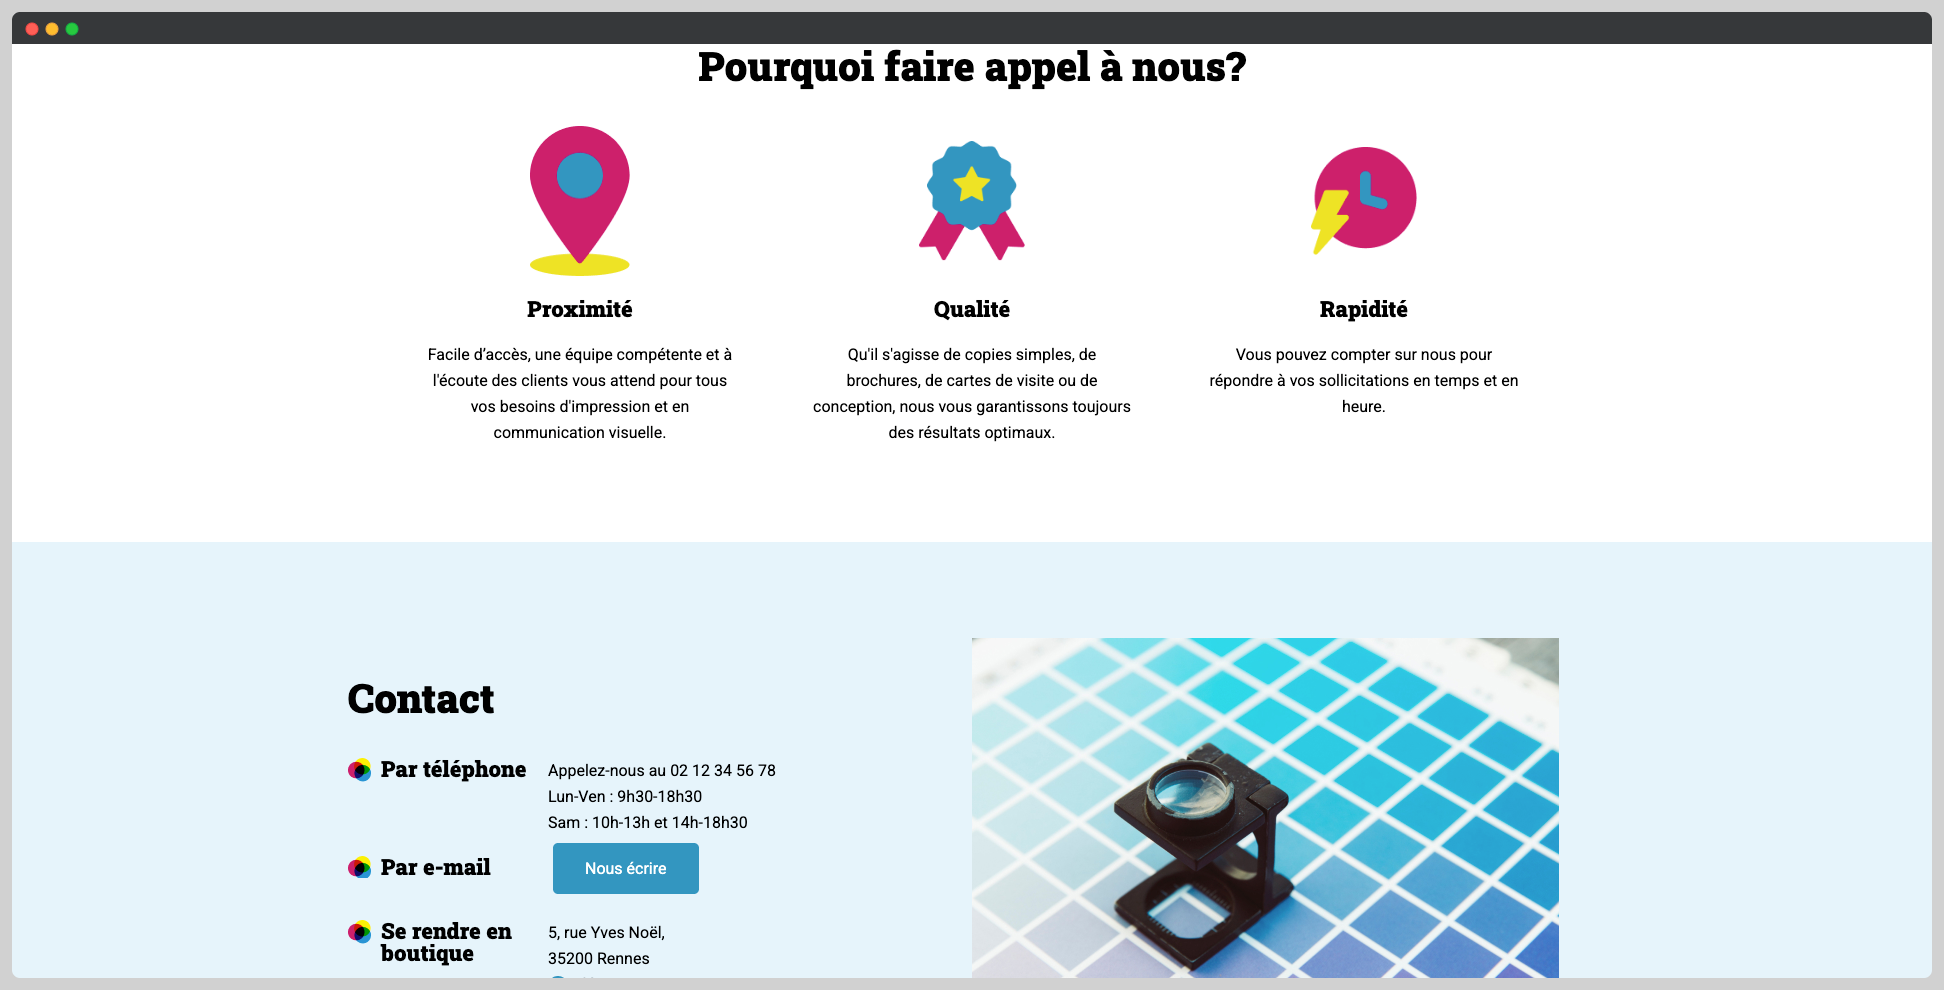 Pourquoi faire appel à nous?
Proximité
Facile d’accès, une équipe compétente et à
l'écoute des clients vous attend pour tous
vos besoins d'impression et en
communication visuelle.
Qualité
Qu'il s'agisse de copies simples, de
brochures, de cartes de visite ou de
conception, nous vous garantissons toujours
des résultats optimaux.
Rapidité
Vous pouvez compter sur nous pour
répondre à vos sollicitations en temps et en
heure.
Contact
Par téléphone
Appelez-nous au 02 12 34 56 78
Lun-Ven : 9h30-18h30
Sam : 10h-13h et 14h-18h30
Par e-mail
Nous écrire
Se rendre en
boutique
5, rue Yves Noël,
35200 Rennes